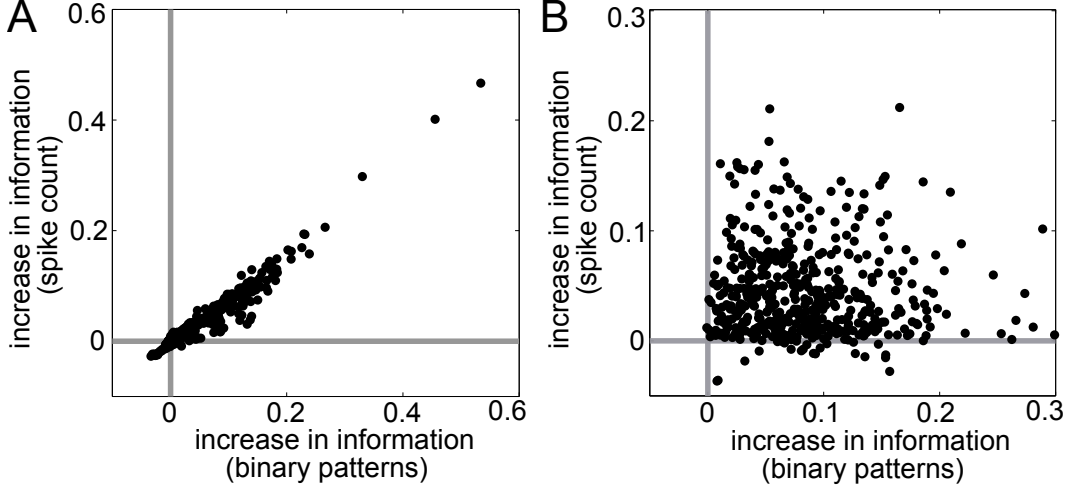 A
increase in information
(spike count)
0.6
0.4
0.2
0
0
0.2
0.4
0.6
increase in information
(binary patterns)
B
increase in information
(spike count)
0.3
0.2
0.1
0
0
0.1
0.2
0.3
increase in information
(binary patterns)